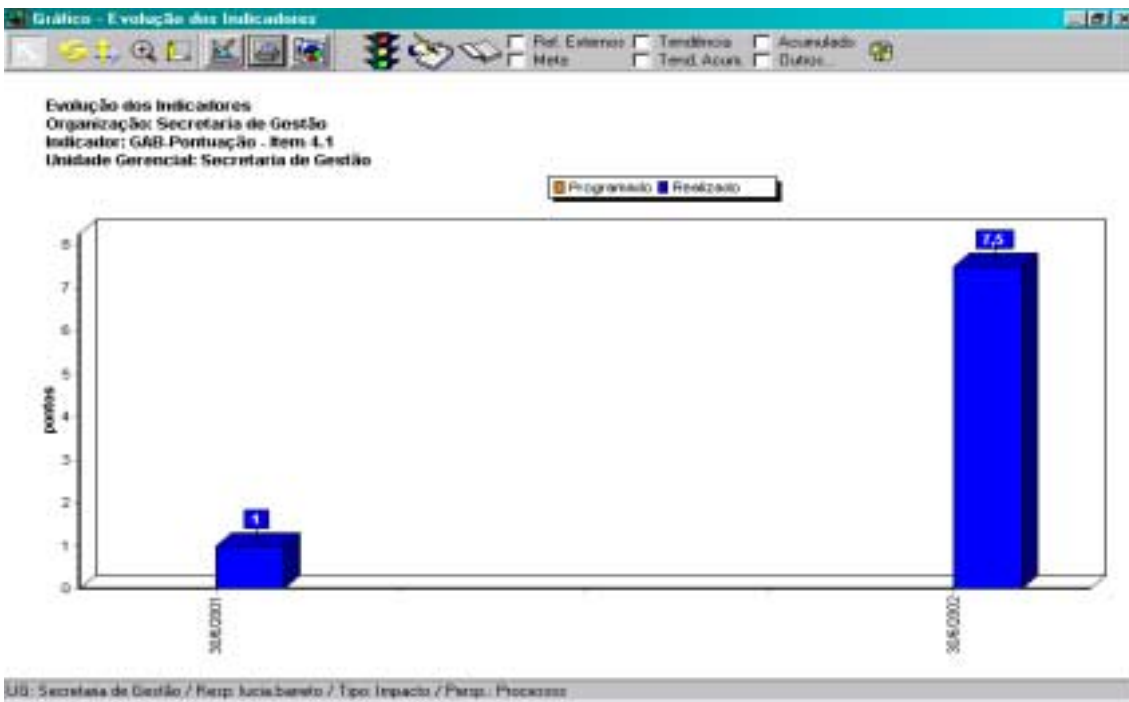 Gráfico - Evolução dos Indicadores
Ref. Externos Tendência Acumulado
Meta Tend. Acum. Outros...
Evolução dos Indicadores
Organização: Secretaria de Gestão
Indicador: GAB-Pontuação - Item 4.1
Unidade Gerencial: Secretaria de Gestão
Programado Realizado
7,5
8
7
6
5
4
3
2
1
0
pontos
1
30/6/2001
30/6/2002
UG: Secretaria de Gestão / Resp: lucia.barreto / Tipo: Impacto / Persp.: Processos